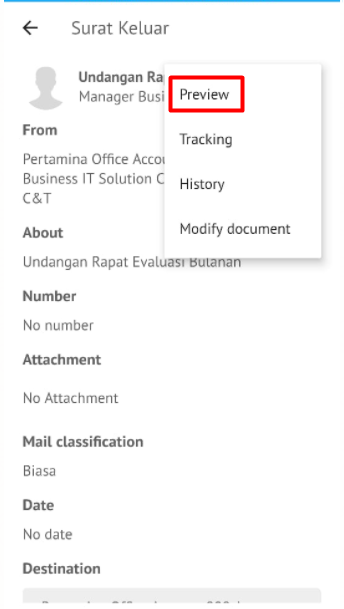 Surat Keluar
Undangan Ra
Manager Busi
Preview
Tracking
History
Modify document
From
Pertamina Office Accou
Business IT Solution C
C&T
About
Undangan Rapat Evaluasi Bulanan
Number
No number
Attachment
No Attachment
Mail classification
Biasa
Date
No date
Destination